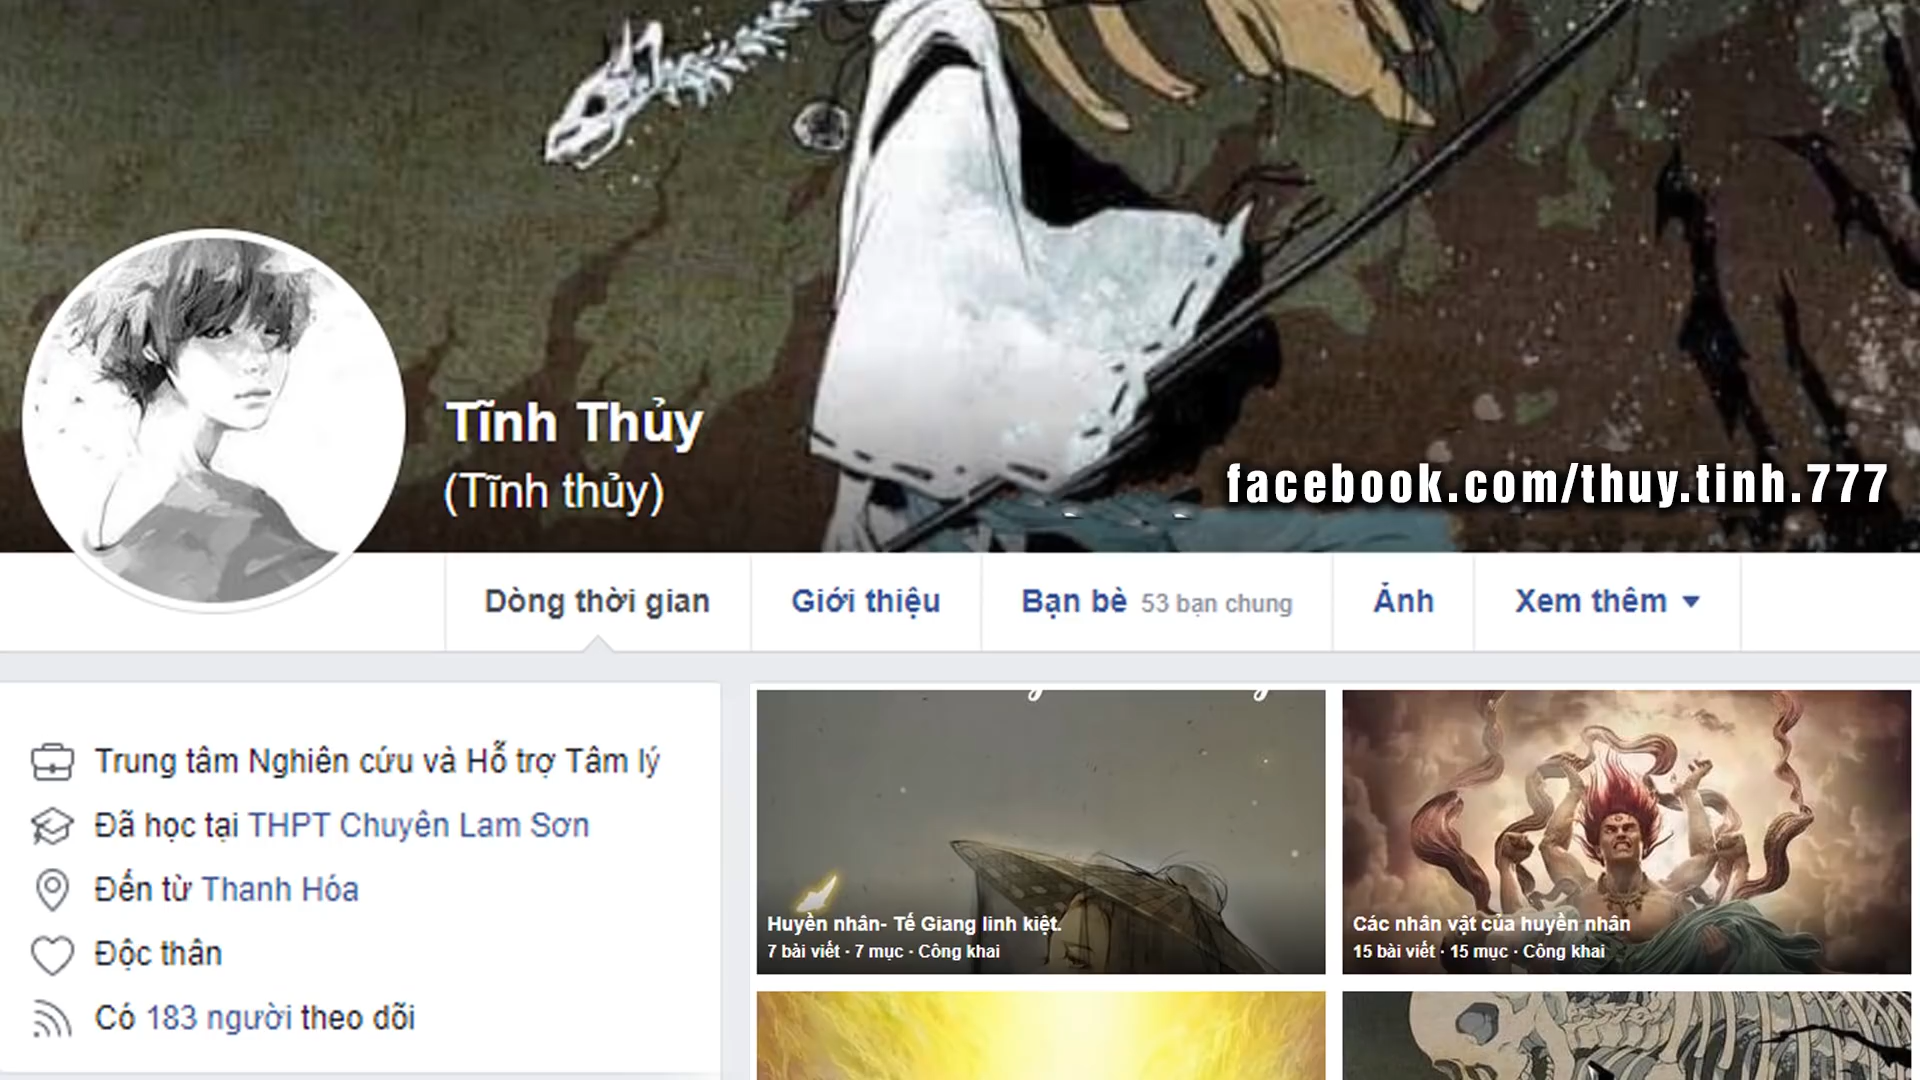 Tĩnh Thủy
(Tĩnh thủy)
facebook.com/thuy.tinh.777
Dòng thời gian
Giới thiệu
Bạn bè 53 bạn chung
Ảnh
Xem thêm
Trung tâm Nghiên cứu và Hỗ trợ Tâm lý
Đã học tại THPT Chuyên Lam Sơn
Đến từ Thanh Hóa
Độc thân
Có 183 người theo dõi
Huyền nhân- Tế Giang linh kiệt.
7 bài viết · 7 mục · Công khai
Các nhân vật của huyền nhân
15 bài viết · 15 mục · Công khai